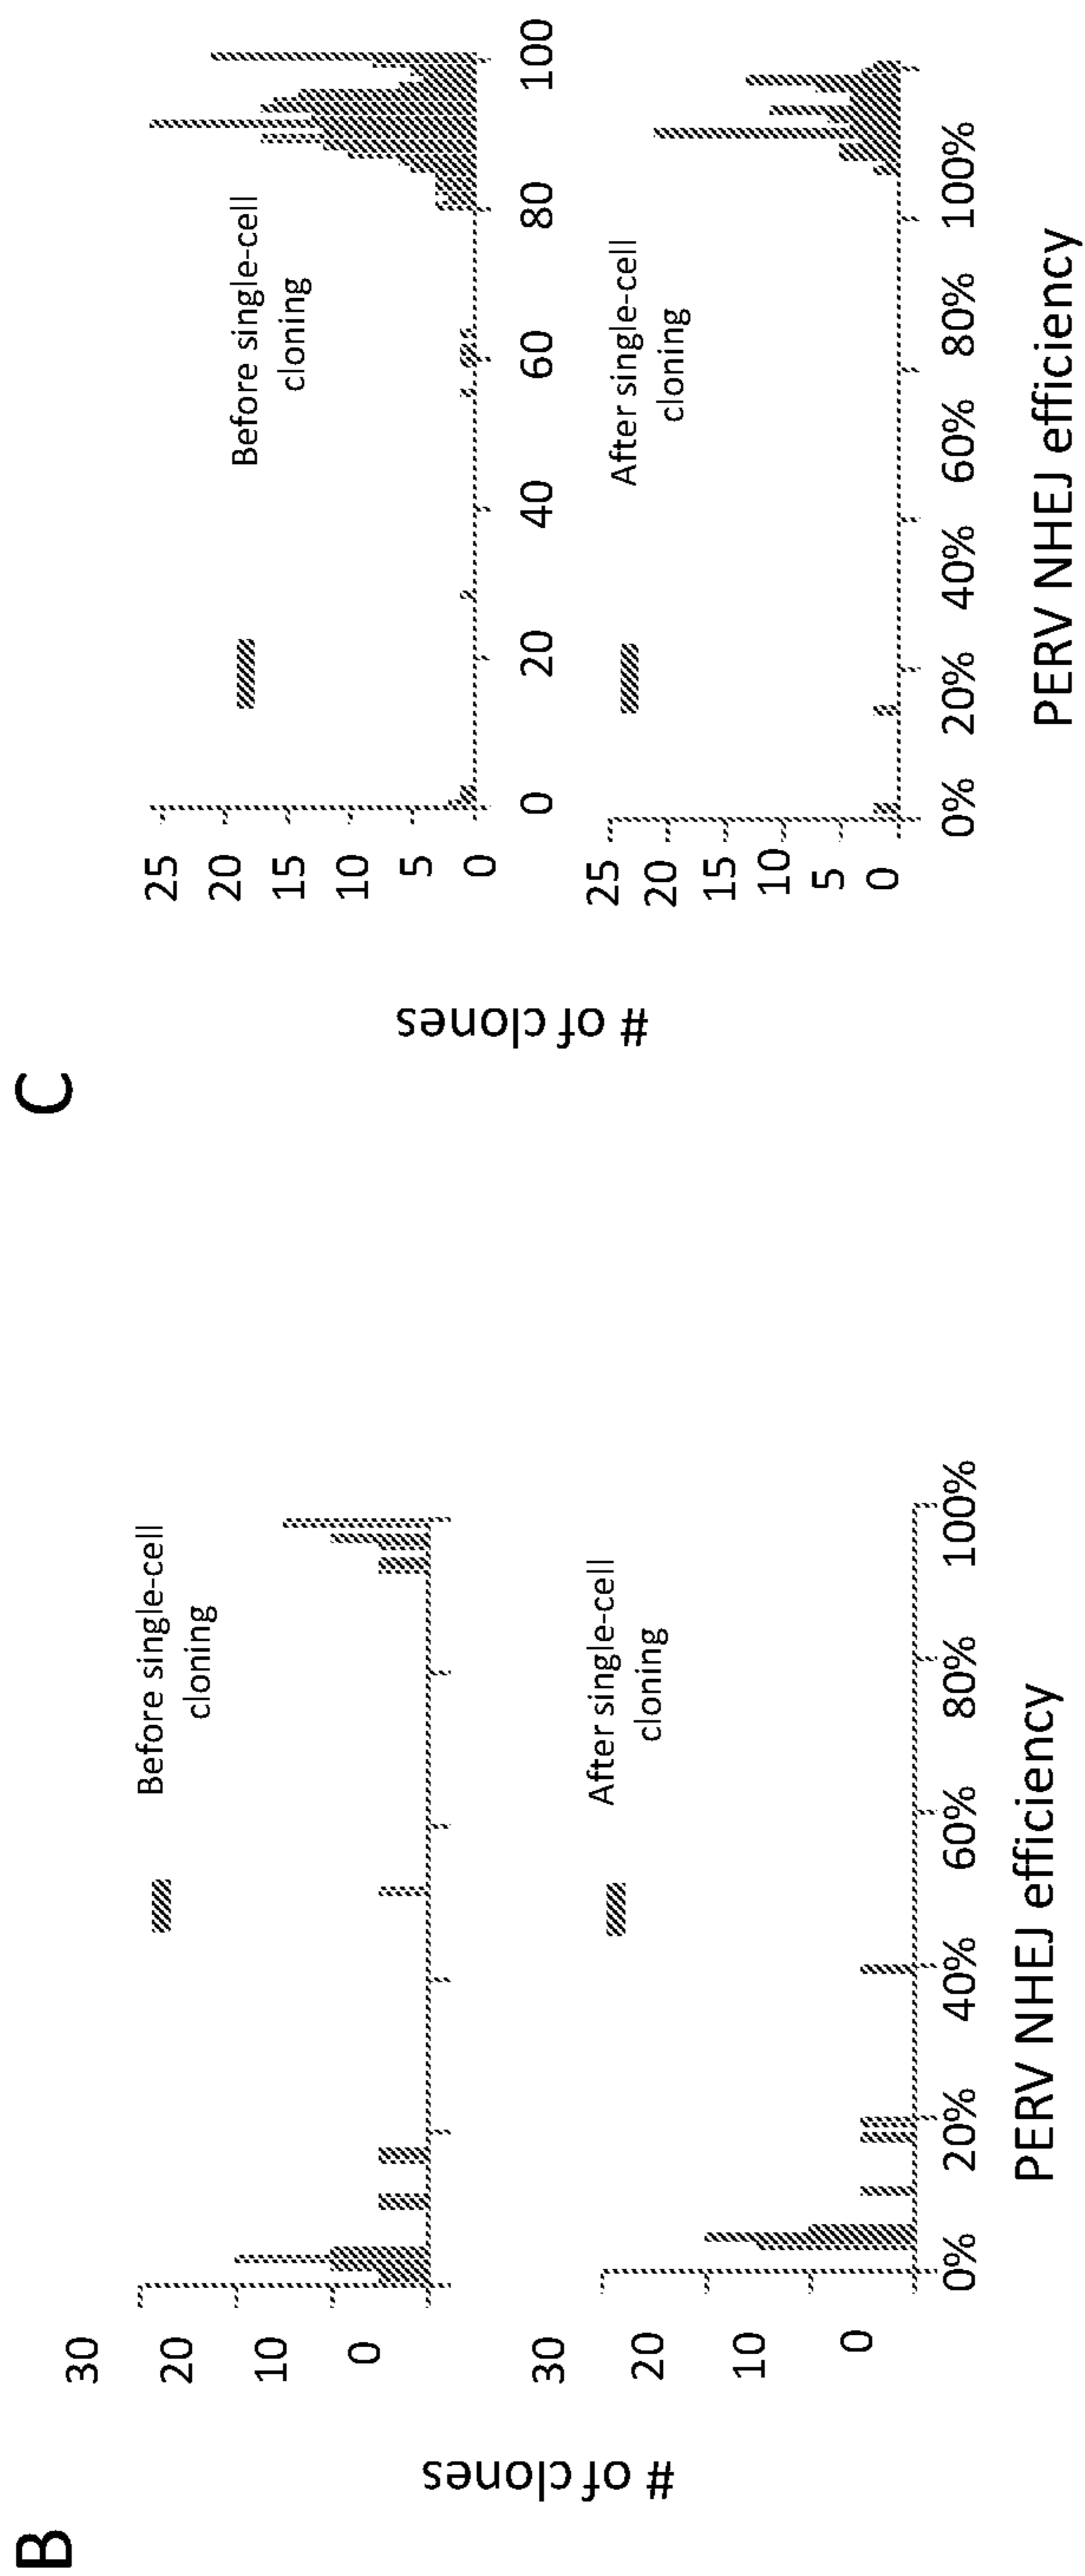 B
# of clones
30
20
10
0
Before single-cell
cloning
30
20
10
0
After single-cell
cloning
0%
20%
40%
60%
80%
100%
PERV NHEJ efficiency
C
# of clones
25
20
15
10
5
0
Before single-cell
cloning
0
20
40
60
80
100
25
20
15
10
5
0
After single-cell
cloning
0%
20%
40%
60%
80%
100%
PERV NHEJ efficiency